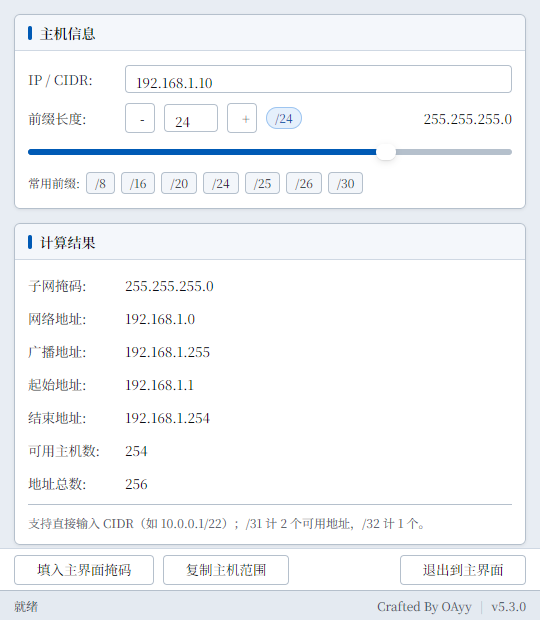 主机信息
IP / CIDR: 192.168.1.10
前缀长度: - 24 + /24 255.255.255.0
常用前缀: /8 /16 /20 /24 /25 /26 /30
计算结果
子网掩码: 255.255.255.0
网络地址: 192.168.1.0
广播地址: 192.168.1.255
起始地址: 192.168.1.1
结束地址: 192.168.1.254
可用主机数: 254
地址总数: 256
支持直接输入 CIDR（如 10.0.0.1/22）；/31 计 2 个可用地址，/32 计 1 个。
填入主界面掩码 复制主机范围 退出到主界面
就绪 Crafted By OAyy | v5.3.0